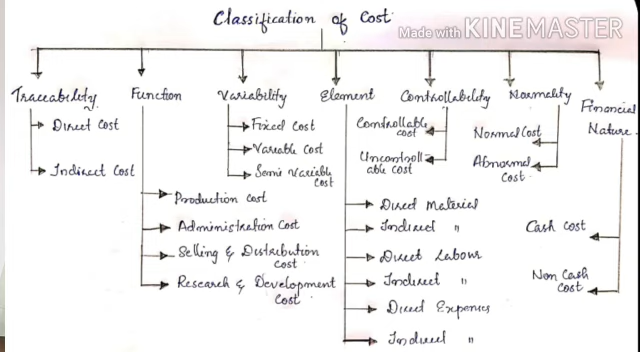 Classification of Cost
Made with KINEMASTER
Traceability
Direct Cost
Indirect Cost
Function
Production Cost
Administration Cost
Selling & Distribution
Cost
Research & Development
Cost
Variability
Fixed Cost
Variable Cost
Semi Variable
Cost
Element
Direct Material
Indirect "
Direct Labour
Indirect "
Direct Expenses
Indirect "
Controllability
Controllable
cost
Uncontroll-
able cost
Normality
Normal Cost
Abnormal
Cost
Financial
Nature
Cash Cost
Non Cash
Cost